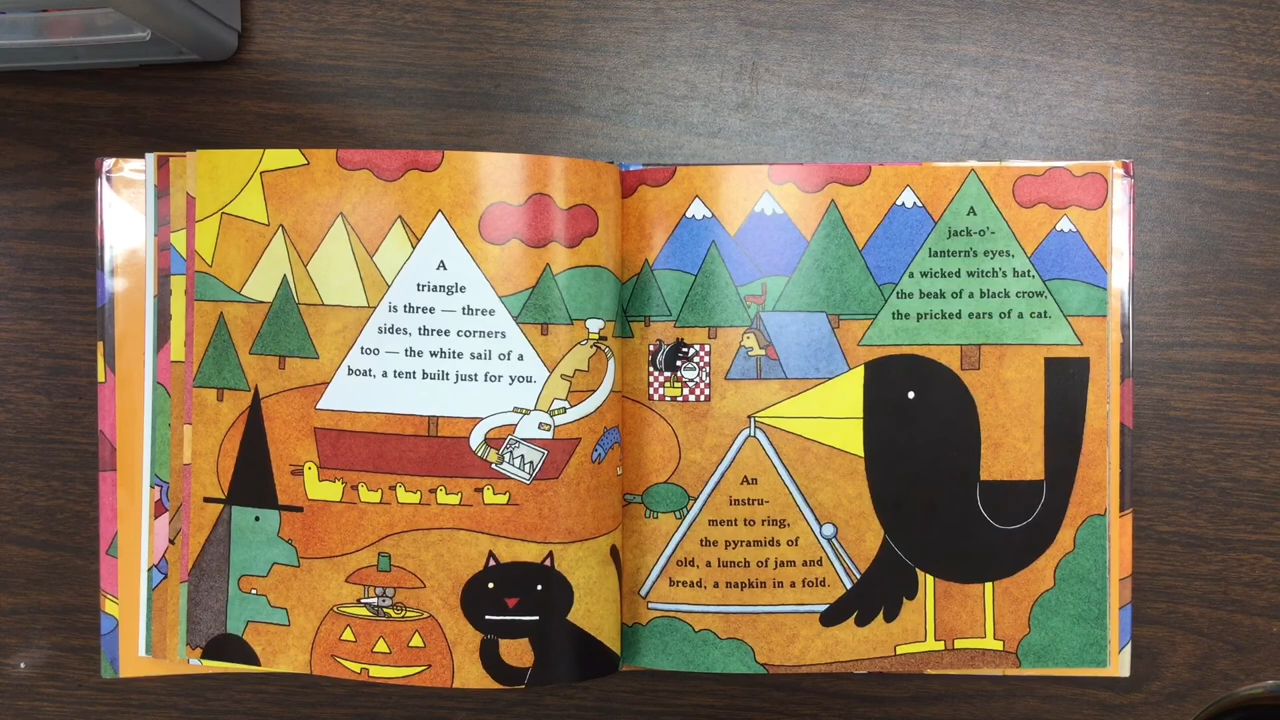 A
triangle
is three — three
sides, three corners
too — the white sail of a
boat, a tent built just for you.
A
jack-o'-
lantern's eyes,
a wicked witch's hat,
the beak of a black crow,
the pricked ears of a cat.
An
instru-
ment to ring,
the pyramids of
old, a lunch of jam and
bread, a napkin in a fold.